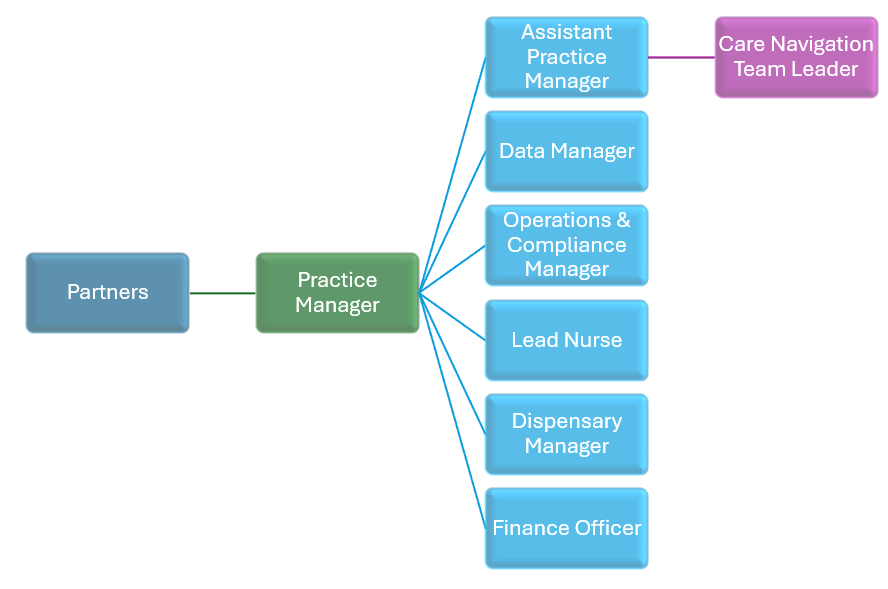 Partners
Practice
Manager
Assistant
Practice
Manager
Care Navigation
Team Leader
Data Manager
Operations &
Compliance
Manager
Lead Nurse
Dispensary
Manager
Finance Officer